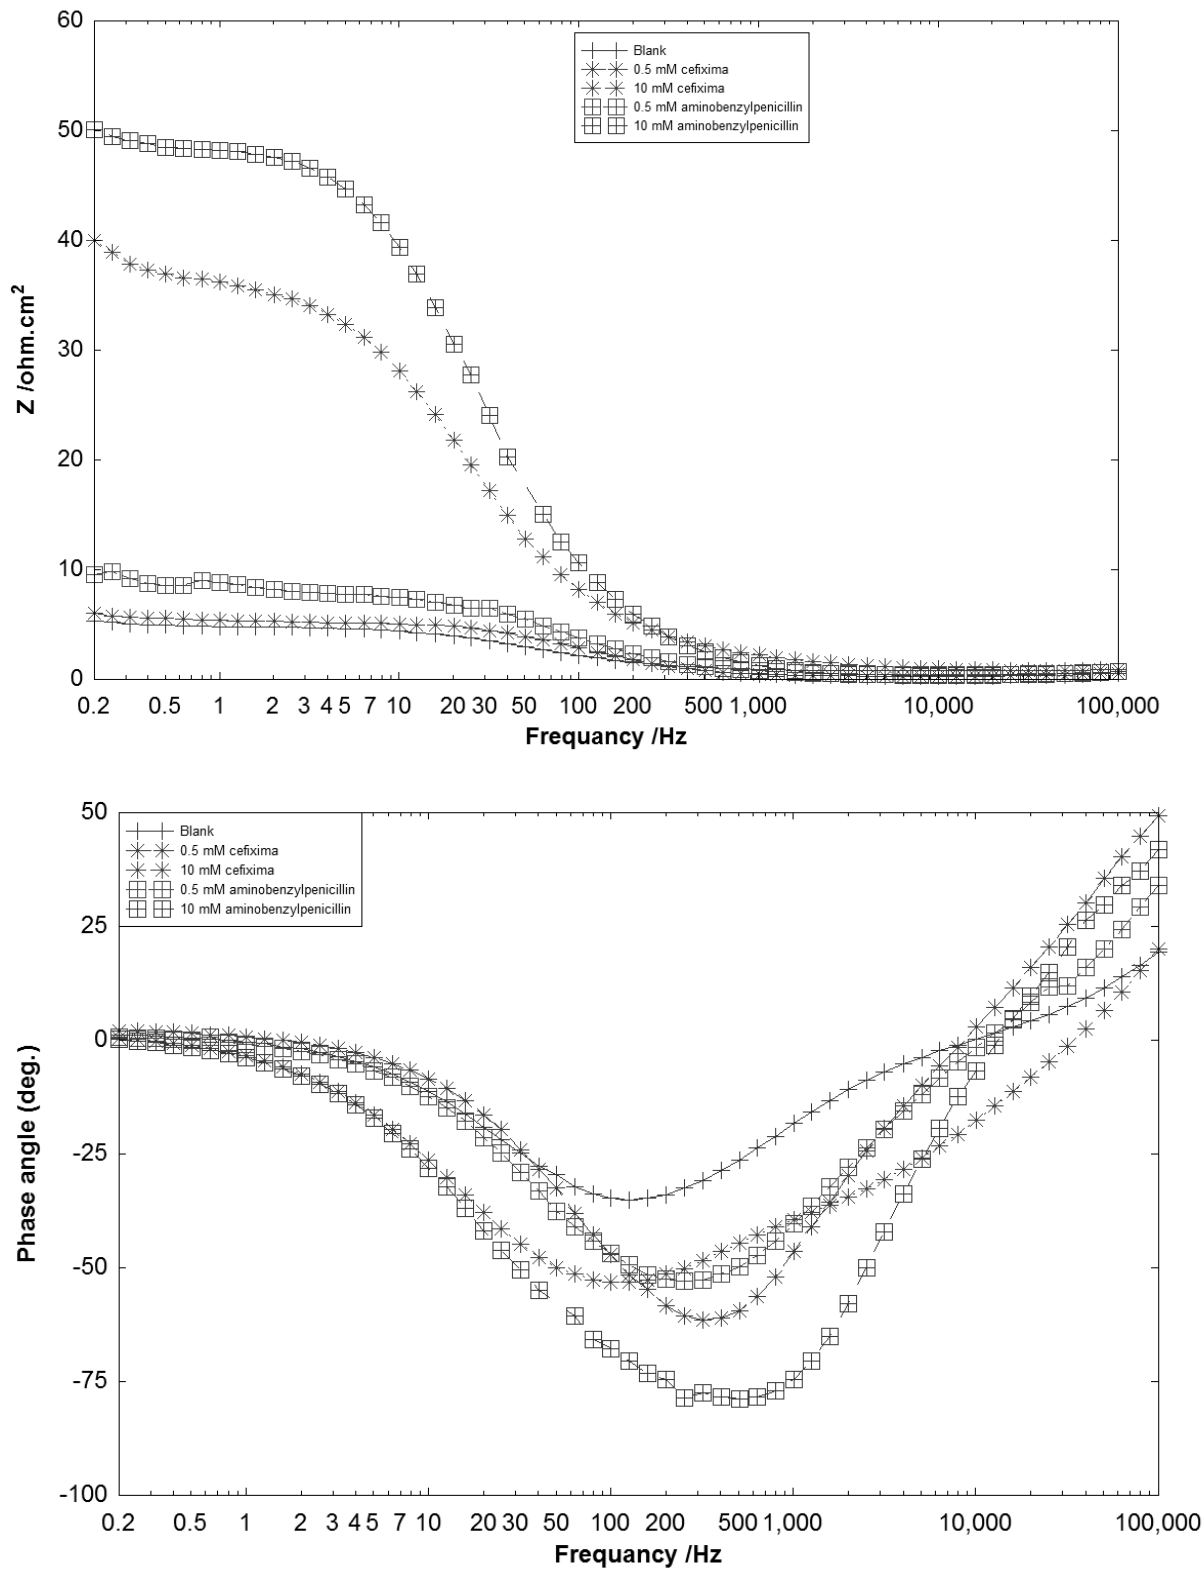 60
50
40
30
20
10
0
Z /ohm.cm²
Blank
0.5 mM cefixima
10 mM cefixima
0.5 mM aminobenzylpenicillin
10 mM aminobenzylpenicillin
0.2 0.5 1 2 3 4 5 7 10 20 30 50 100 200 500 1,000 10,000 100,000
Frequancy /Hz
50
25
0
-25
-50
-75
-100
Phase angle (deg.)
Blank
0.5 mM cefixima
10 mM cefixima
0.5 mM aminobenzylpenicillin
10 mM aminobenzylpenicillin
0.2 0.5 1 2 3 4 5 7 10 20 30 50 100 200 500 1,000 10,000 100,000
Frequancy /Hz